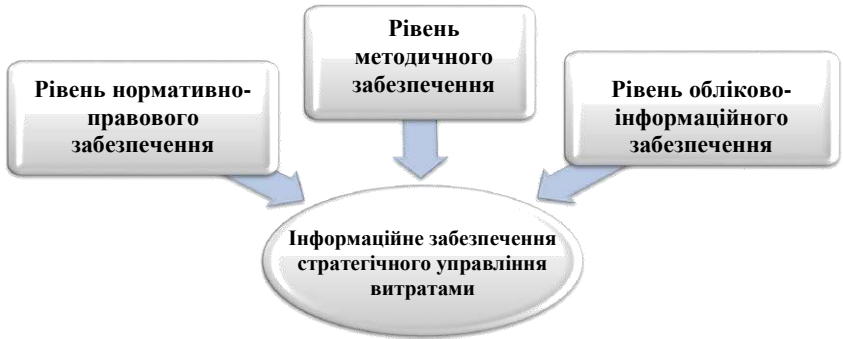 Рівень нормативно-
правового
забезпечення
Рівень
методичного
забезпечення
Рівень обліково-
інформаційного
забезпечення
Інформаційне забезпечення
стратегічного управління
витратами